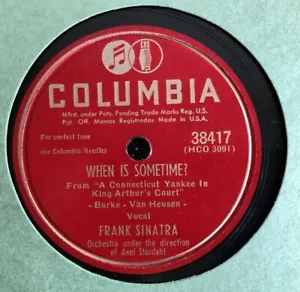 CBS
COLUMBIA
Mfrd. under Pats. Pending Trade Marks Reg. U.S.
Pat. Off. Marcas Registradas Made in U.S.A.
For perfect tone
use Columbia Needles
38417
(HCO 3091)
WHEN IS SOMETIME?
From "A Connecticut Yankee In
King Arthur's Court"
- Burke - Van Heusen -
Vocal
FRANK SINATRA
Orchestra under the direction
of Axel Stordahl